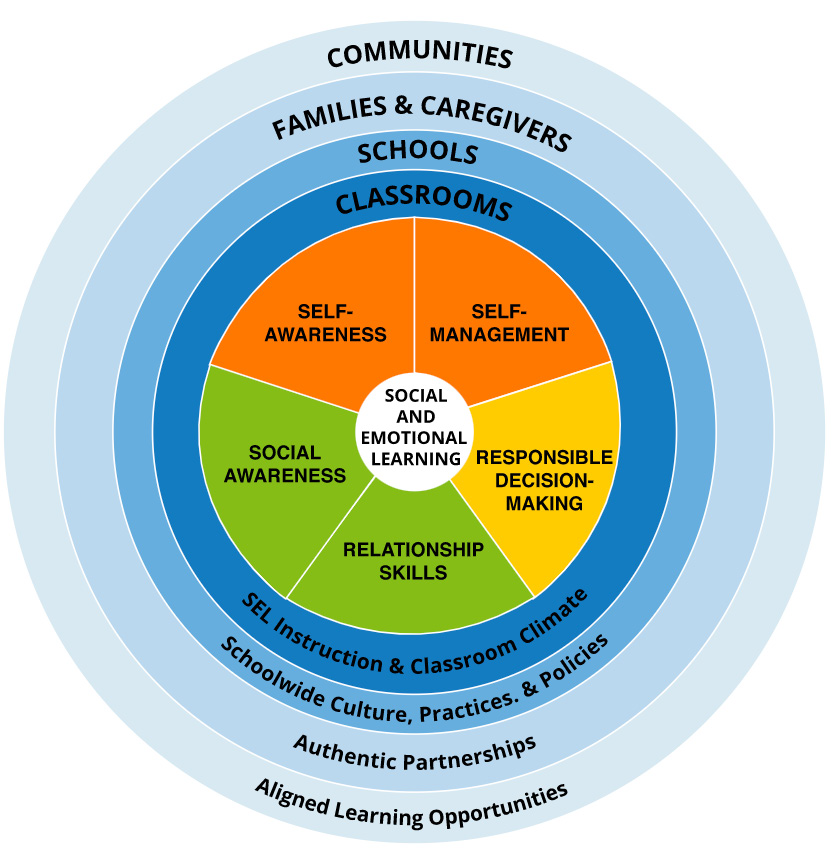 COMMUNITIES
FAMILIES & CAREGIVERS
SCHOOLS
CLASSROOMS
SELF-
AWARENESS
SELF-
MANAGEMENT
SOCIAL
AND
EMOTIONAL
LEARNING
SOCIAL
AWARENESS
RESPONSIBLE
DECISION-
MAKING
RELATIONSHIP
SKILLS
SEL Instruction & Classroom Climate
Schoolwide Culture, Practices. & Policies
Authentic Partnerships
Aligned Learning Opportunities